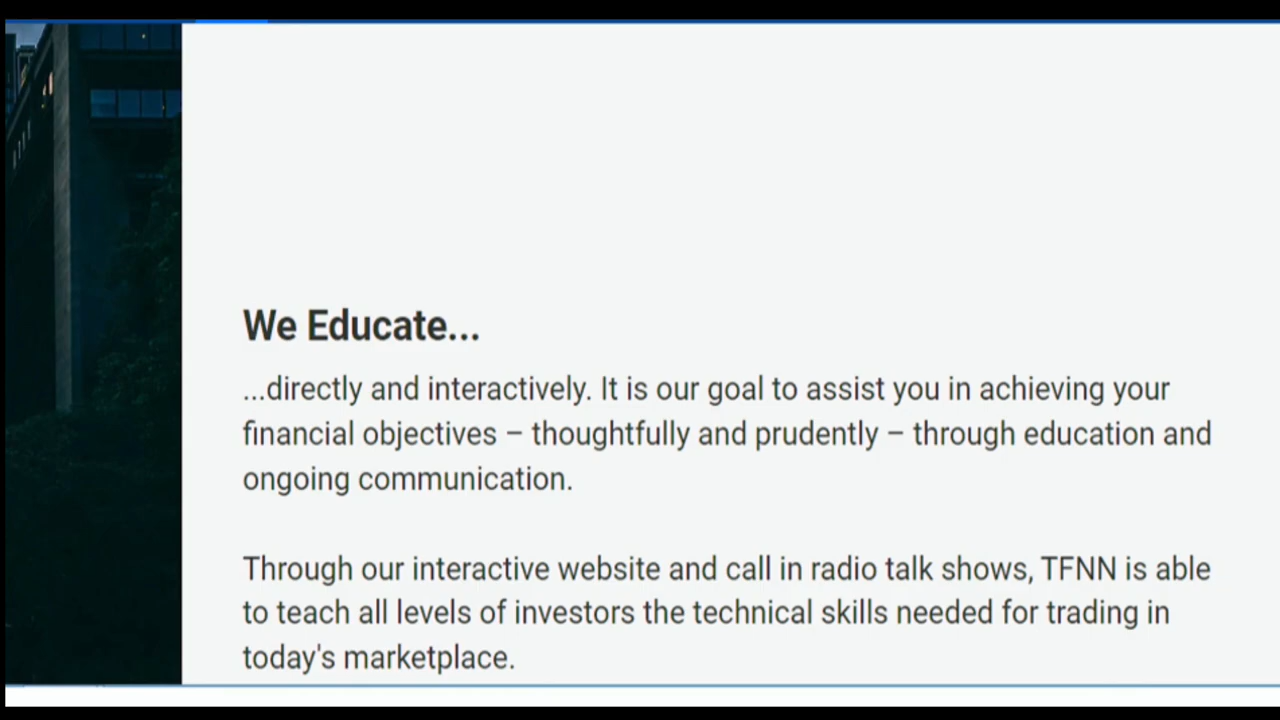 We Educate...
...directly and interactively. It is our goal to assist you in achieving your
financial objectives – thoughtfully and prudently – through education and
ongoing communication.
Through our interactive website and call in radio talk shows, TFNN is able
to teach all levels of investors the technical skills needed for trading in
today's marketplace.